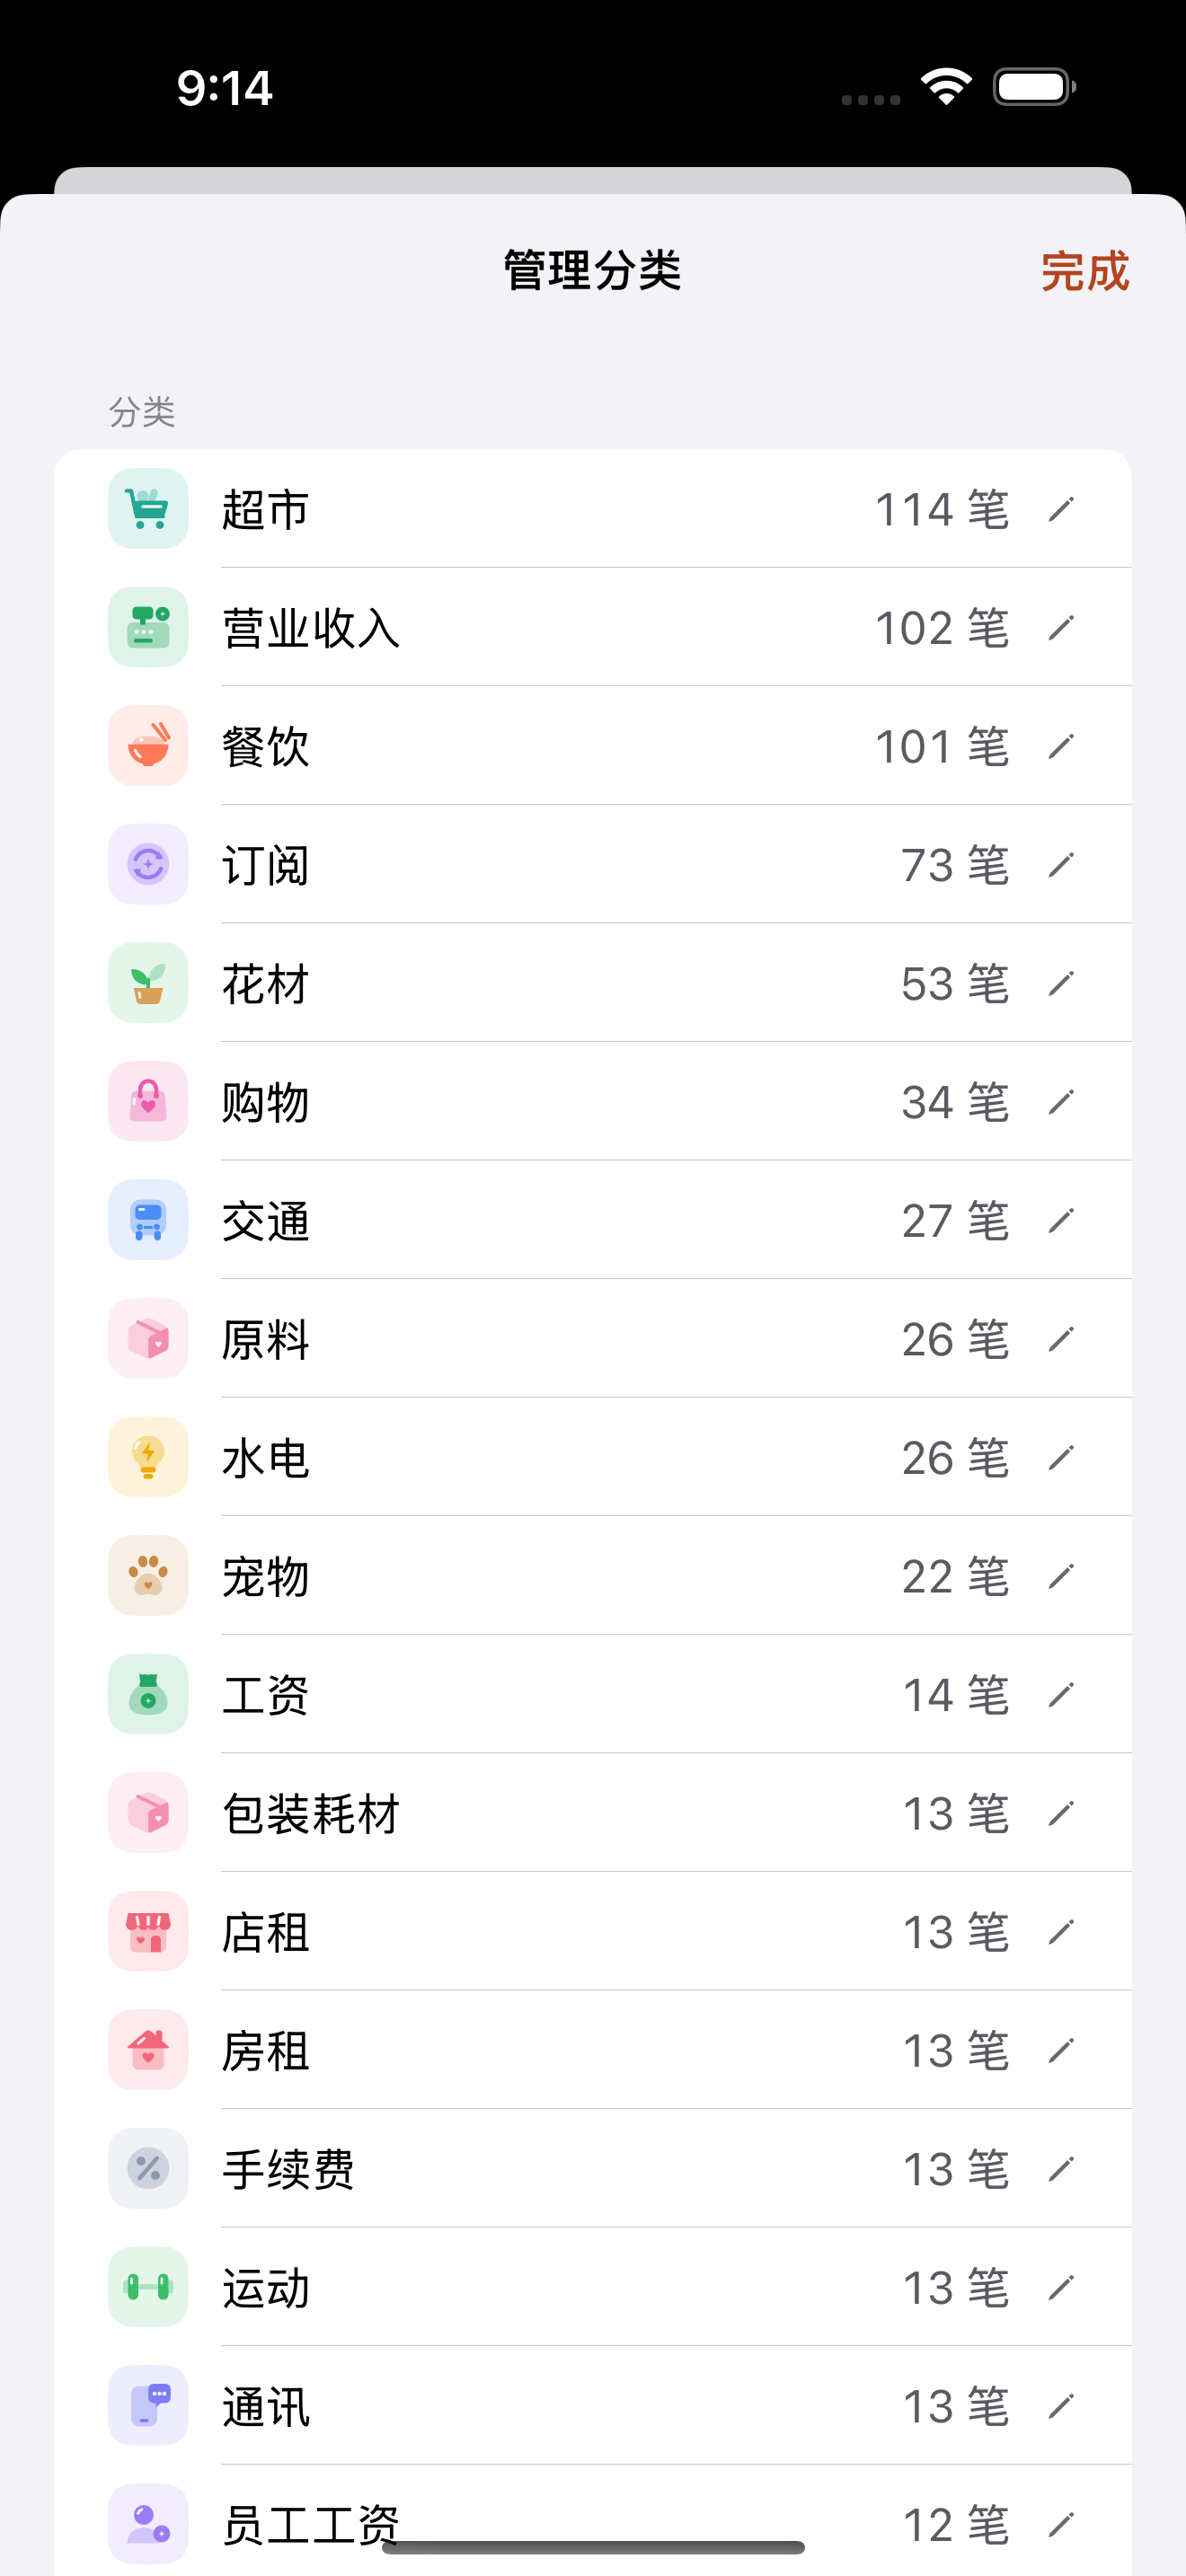 9:14
管理分类
完成
分类
超市 114 笔
营业收入 102 笔
餐饮 101 笔
订阅 73 笔
花材 53 笔
购物 34 笔
交通 27 笔
原料 26 笔
水电 26 笔
宠物 22 笔
工资 14 笔
包装耗材 13 笔
店租 13 笔
房租 13 笔
手续费 13 笔
运动 13 笔
通讯 13 笔
员工工资 12 笔